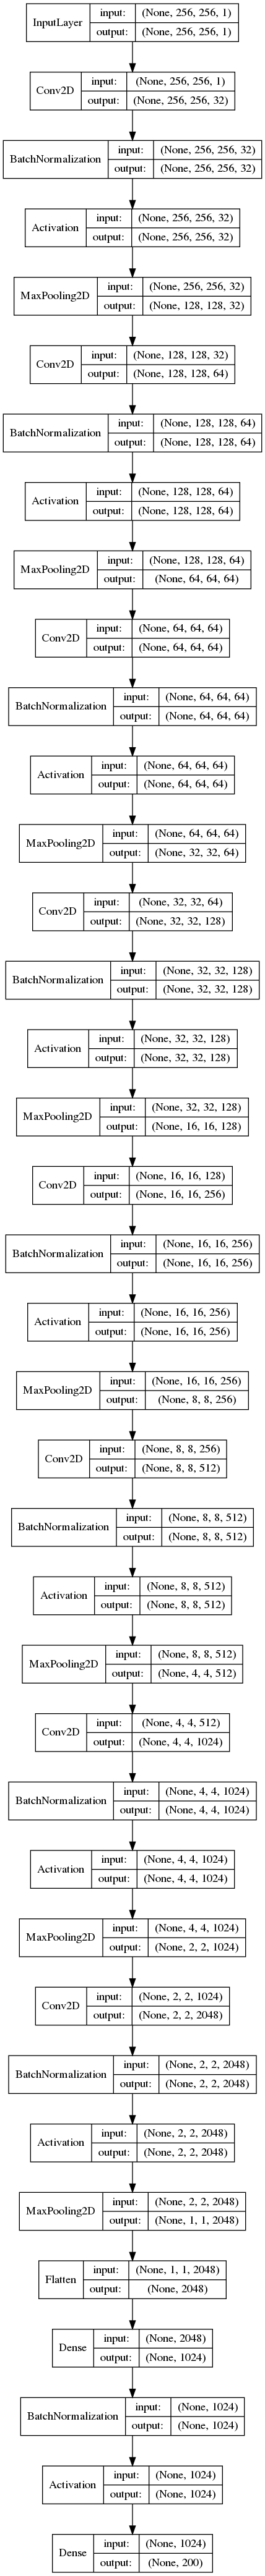 InputLayer input: (None, 256, 256, 1)
output: (None, 256, 256, 1)
Conv2D input: (None, 256, 256, 1)
output: (None, 256, 256, 32)
BatchNormalization input: (None, 256, 256, 32)
output: (None, 256, 256, 32)
Activation input: (None, 256, 256, 32)
output: (None, 256, 256, 32)
MaxPooling2D input: (None, 256, 256, 32)
output: (None, 128, 128, 32)
Conv2D input: (None, 128, 128, 32)
output: (None, 128, 128, 64)
BatchNormalization input: (None, 128, 128, 64)
output: (None, 128, 128, 64)
Activation input: (None, 128, 128, 64)
output: (None, 128, 128, 64)
MaxPooling2D input: (None, 128, 128, 64)
output: (None, 64, 64, 64)
Conv2D input: (None, 64, 64, 64)
output: (None, 64, 64, 64)
BatchNormalization input: (None, 64, 64, 64)
output: (None, 64, 64, 64)
Activation input: (None, 64, 64, 64)
output: (None, 64, 64, 64)
MaxPooling2D input: (None, 64, 64, 64)
output: (None, 32, 32, 64)
Conv2D input: (None, 32, 32, 64)
output: (None, 32, 32, 128)
BatchNormalization input: (None, 32, 32, 128)
output: (None, 32, 32, 128)
Activation input: (None, 32, 32, 128)
output: (None, 32, 32, 128)
MaxPooling2D input: (None, 32, 32, 128)
output: (None, 16, 16, 128)
Conv2D input: (None, 16, 16, 128)
output: (None, 16, 16, 256)
BatchNormalization input: (None, 16, 16, 256)
output: (None, 16, 16, 256)
Activation input: (None, 16, 16, 256)
output: (None, 16, 16, 256)
MaxPooling2D input: (None, 16, 16, 256)
output: (None, 8, 8, 256)
Conv2D input: (None, 8, 8, 256)
output: (None, 8, 8, 512)
BatchNormalization input: (None, 8, 8, 512)
output: (None, 8, 8, 512)
Activation input: (None, 8, 8, 512)
output: (None, 8, 8, 512)
MaxPooling2D input: (None, 8, 8, 512)
output: (None, 4, 4, 512)
Conv2D input: (None, 4, 4, 512)
output: (None, 4, 4, 1024)
BatchNormalization input: (None, 4, 4, 1024)
output: (None, 4, 4, 1024)
Activation input: (None, 4, 4, 1024)
output: (None, 4, 4, 1024)
MaxPooling2D input: (None, 4, 4, 1024)
output: (None, 2, 2, 1024)
Conv2D input: (None, 2, 2, 1024)
output: (None, 2, 2, 2048)
BatchNormalization input: (None, 2, 2, 2048)
output: (None, 2, 2, 2048)
Activation input: (None, 2, 2, 2048)
output: (None, 2, 2, 2048)
MaxPooling2D input: (None, 2, 2, 2048)
output: (None, 1, 1, 2048)
Flatten input: (None, 1, 1, 2048)
output: (None, 2048)
Dense input: (None, 2048)
output: (None, 1024)
BatchNormalization input: (None, 1024)
output: (None, 1024)
Activation input: (None, 1024)
output: (None, 1024)
Dense input: (None, 1024)
output: (None, 200)